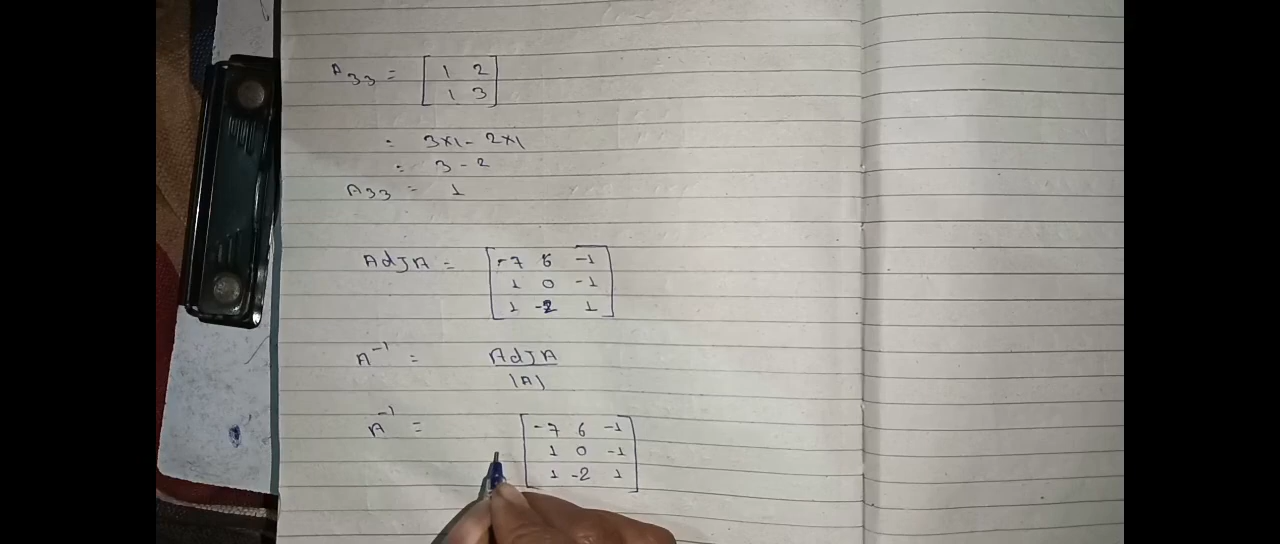 A33 = [ 1 2
1 3 ]
= 3×1 - 2×1
= 3 - 2
A33 = 1
AdJA = [ -7 6 -1
1 0 -1
1 -2 1 ]
A⁻¹ = AdJA
|A|
A⁻¹ = [ -7 6 -1
1 0 -1
1 -2 1 ]